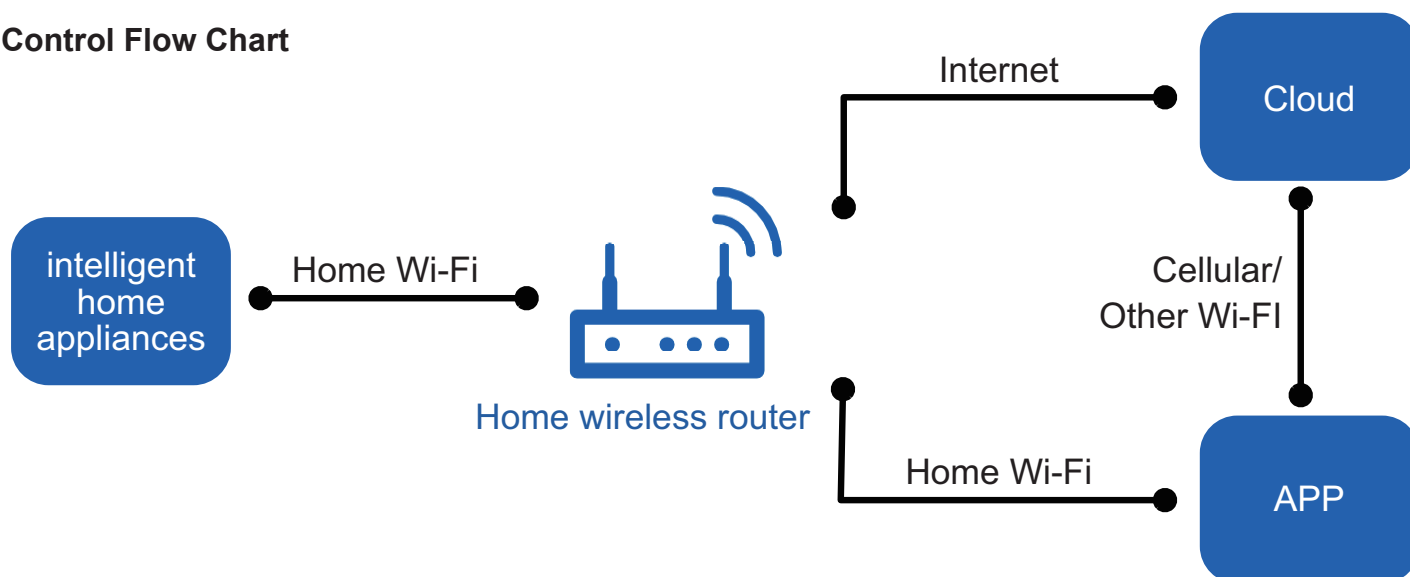 Control Flow Chart
Internet
Cloud
intelligent
home
appliances
Home Wi-Fi
Cellular/
Other Wi-FI
Home wireless router
Home Wi-Fi
APP